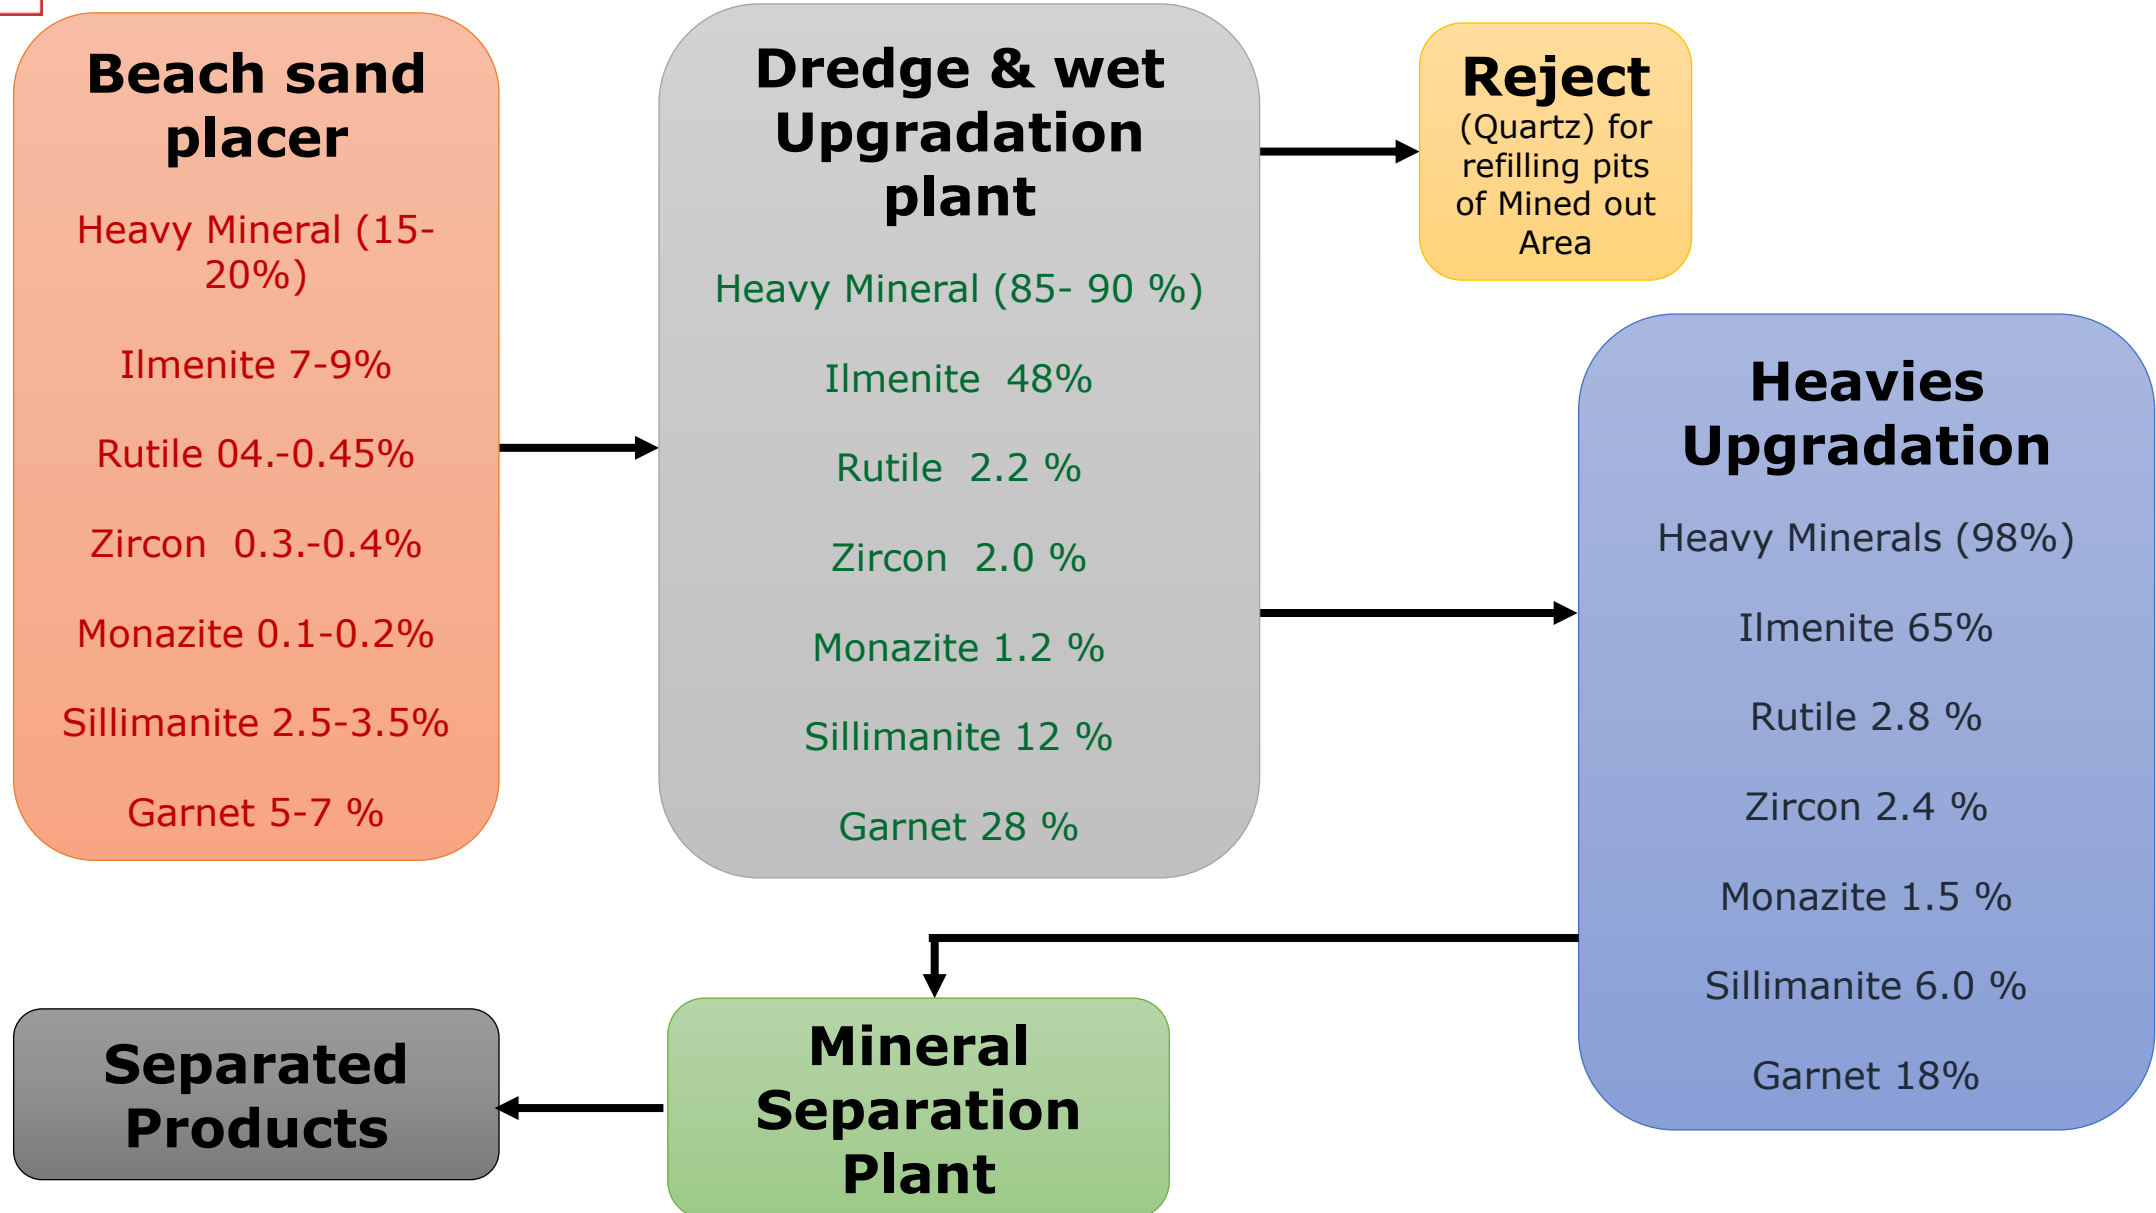 Beach sand
placer
Heavy Mineral (15-
20%)
Ilmenite 7-9%
Rutile 04.-0.45%
Zircon  0.3.-0.4%
Monazite 0.1-0.2%
Sillimanite 2.5-3.5%
Garnet 5-7 %
Dredge & wet
Upgradation
plant
Heavy Mineral (85- 90 %)
Ilmenite  48%
Rutile  2.2 %
Zircon  2.0 %
Monazite 1.2 %
Sillimanite 12 %
Garnet 28 %
Reject
(Quartz) for
refilling pits
of Mined out
Area
Heavies
Upgradation
Heavy Minerals (98%)
Ilmenite 65%
Rutile 2.8 %
Zircon 2.4 %
Monazite 1.5 %
Sillimanite 6.0 %
Garnet 18%
Mineral
Separation
Plant
Separated
Products